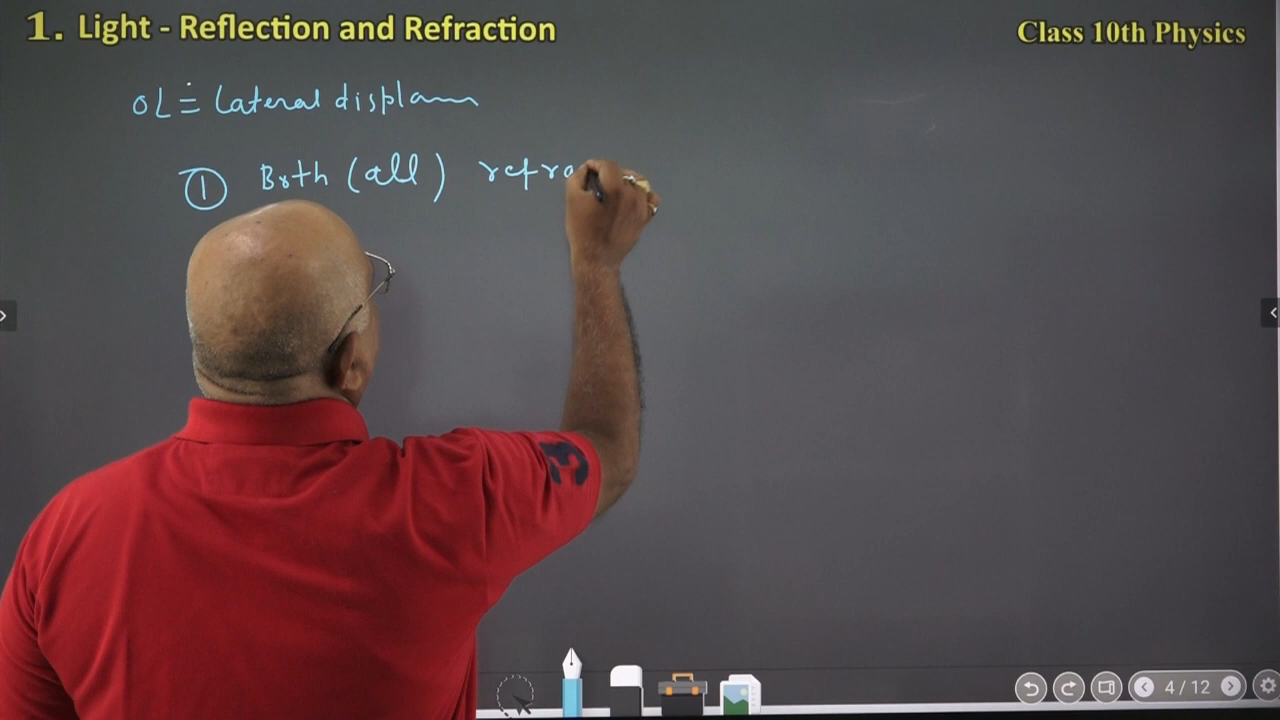 1. Light - Reflection and Refraction
Class 10th Physics
OL = Lateral displam
① Both (all) refra
4 / 12